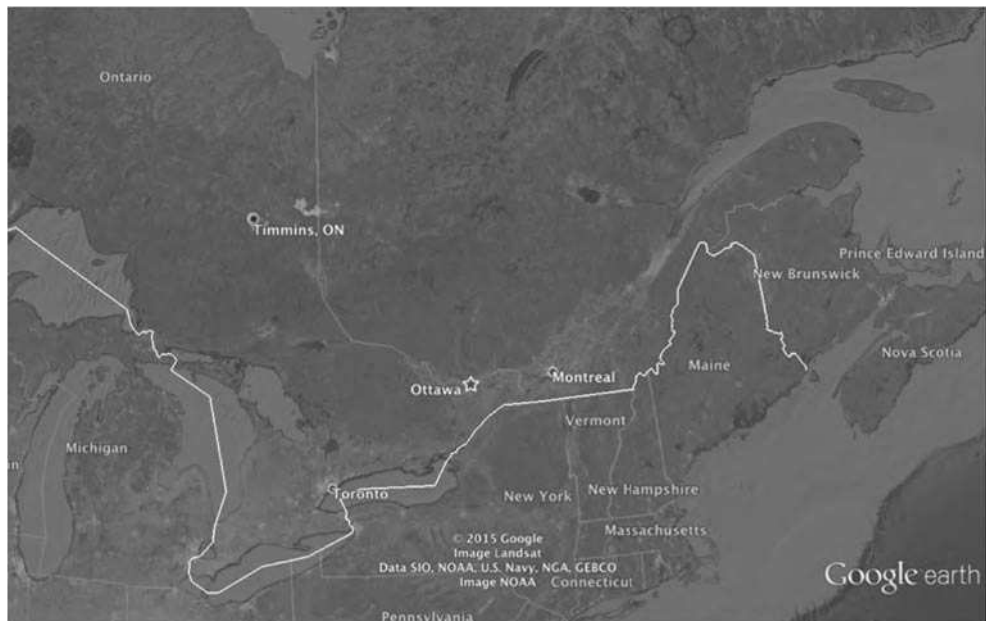 Ontario
Timmins, ON
Prince Edward Island
New Brunswick
Nova Scotia
Maine
Ottawa
Montreal
Vermont
Michigan
Toronto
New York
New Hampshire
Massachusetts
© 2015 Google
Image Landsat
Data SIO, NOAA, U.S. Navy, NGA, GEBCO
Image NOAA
Connecticut
Pennsylvania
Google earth